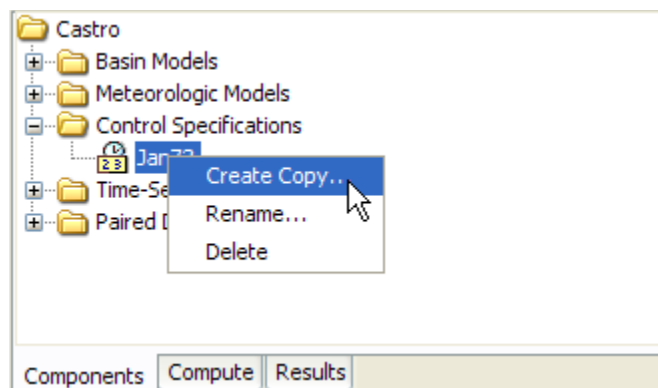 Castro
Basin Models
Meteorologic Models
Control Specifications
Create Copy...
Rename...
Delete
Components Compute Results